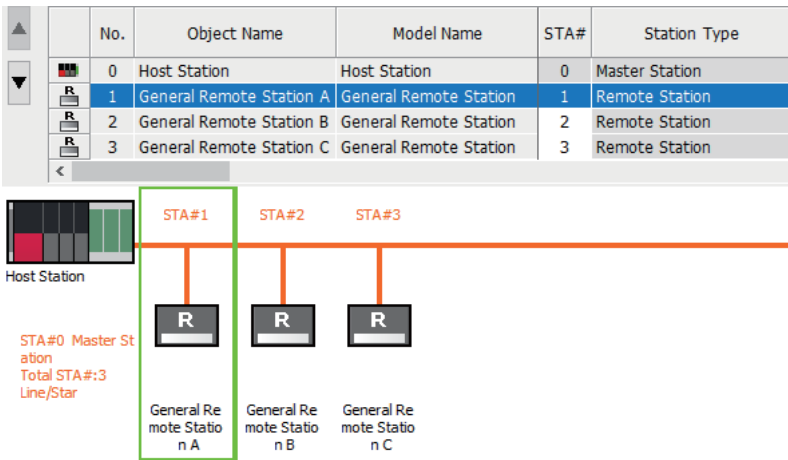 No. Object Name Model Name STA# Station Type
0 Host Station Host Station 0 Master Station
R 1 General Remote Station A General Remote Station 1 Remote Station
R 2 General Remote Station B General Remote Station 2 Remote Station
R 3 General Remote Station C General Remote Station 3 Remote Station
STA#1 STA#2 STA#3
Host Station
R R R
STA#0 Master St
ation
Total STA#:3
Line/Star
General Re
mote Statio
n A
General Re
mote Statio
n B
General Re
mote Statio
n C